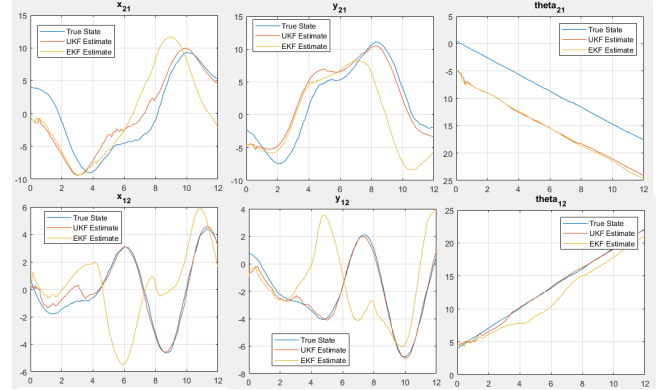 x21
y21
theta21
15
10
5
0
-5
-10
True State
UKF Estimate
EKF Estimate
0 2 4 6 8 10 12
15
10
5
0
-5
-10
True State
UKF Estimate
EKF Estimate
0 2 4 6 8 10 12
5
0
-5
10
15
20
25
True State
UKF Estimate
EKF Estimate
0 2 4 6 8 10 12
x12
y12
theta12
6
4
2
0
-2
-4
-6
True State
UKF Estimate
EKF Estimate
0 2 4 6 8 10 12
4
2
0
-2
-4
-6
-8
True State
UKF Estimate
EKF Estimate
0 2 4 6 8 10 12
25
20
15
10
5
0
True State
UKF Estimate
EKF Estimate
0 2 4 6 8 10 12